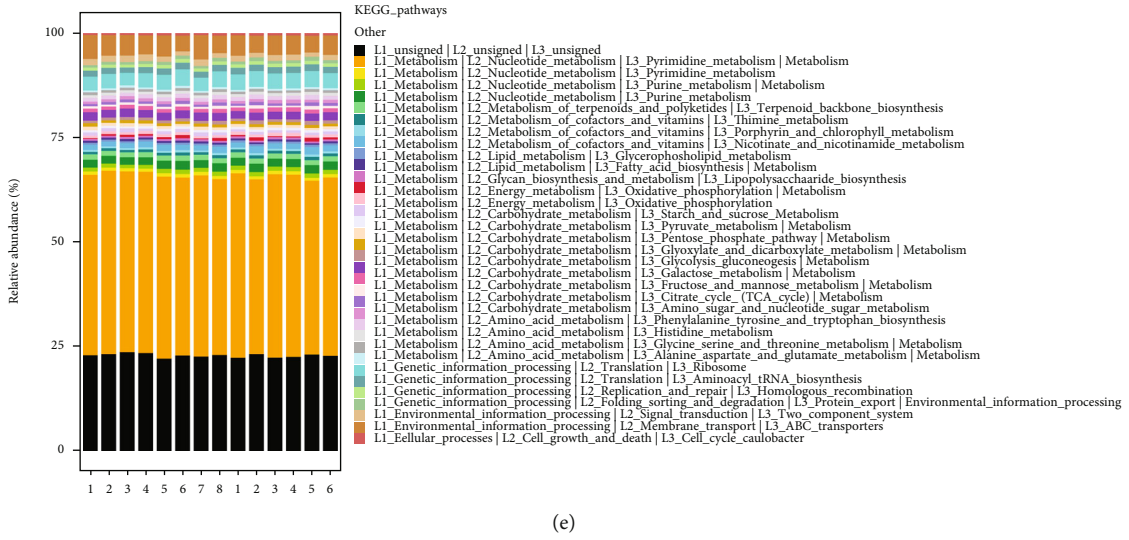 KEGG_pathways
Other
L1_unsigned | L2_unsigned | L3_unsigned
L1_Metabolism | L2_Nucleotide_metabolism | L3_Pyrimidine_metabolism | Metabolism
L1_Metabolism | L2_Nucleotide_metabolism | L3_Pyrimidine_metabolism
L1_Metabolism | L2_Nucleotide_metabolism | L3_Purine_metabolism | Metabolism
L1_Metabolism | L2_Nucleotide_metabolism | L3_Purine_metabolism
L1_Metabolism | L2_Metabolism_of_terpenoids_and_polyketides | L3_Terpenoid_backbone_biosynthesis
L1_Metabolism | L2_Metabolism_of_cofactors_and_vitamins | L3_Thimine_metabolism
L1_Metabolism | L2_Metabolism_of_cofactors_and_vitamins | L3_Porphyrin_and_chlorophyll_metabolism
L1_Metabolism | L2_Metabolism_of_cofactors_and_vitamins | L3_Nicotinate_and_nicotinamide_metabolism
L1_Metabolism | L2_Lipid_metabolism | L3_Glycerophosholipid_metabolism
L1_Metabolism | L2_Lipid_metabolism | L3_Fatty_acid_biosynthesis | Metabolism
L1_Metabolism | L2_Glycan_biosynthesis_and_metabolism | L3_Lipopolysaccharaide_biosynthesis
L1_Metabolism | L2_Energy_metabolism | L3_Oxidative_phosphorylation | Metabolism
L1_Metabolism | L2_Energy_metabolism | L3_Oxidative_phosphorylation
L1_Metabolism | L2_Carbohydrate_metabolism | L3_Starch_and_sucrose_Metabolism
L1_Metabolism | L2_Carbohydrate_metabolism | L3_Pyruvate_metabolism | Metabolism
L1_Metabolism | L2_Carbohydrate_metabolism | L3_Pentose_phosphate_pathway | Metabolism
L1_Metabolism | L2_Carbohydrate_metabolism | L3_Glyoxylate_and_dicarboxylate_metabolism | Metabolism
L1_Metabolism | L2_Carbohydrate_metabolism | L3_Glycolysis_gluconeogesis | Metabolism
L1_Metabolism | L2_Carbohydrate_metabolism | L3_Galactose_metabolism | Metabolism
L1_Metabolism | L2_Carbohydrate_metabolism | L3_Fructose_and_mannose_metabolism | Metabolism
L1_Metabolism | L2_Carbohydrate_metabolism | L3_Citrate_cycle_ (TCA_cycle) | Metabolism
L1_Metabolism | L2_Carbohydrate_metabolism | L3_Amino_sugar_and_nucleotide_sugar_metabolism
L1_Metabolism | L2_Amino_acid_metabolism | L3_Phenylalanine_tyrosine_and_tryptophan_biosynthesis
L1_Metabolism | L2_Amino_acid_metabolism | L3_Histidine_metabolism
L1_Metabolism | L2_Amino_acid_metabolism | L3_Glycine_serine_and_threonine_metabolism | Metabolism
L1_Metabolism | L2_Amino_acid_metabolism | L3_Alanine_aspartate_and_glutamate_metabolism | Metabolism
L1_Genetic_information_processing | L2_Translation | L3_Ribosome
L1_Genetic_information_processing | L2_Translation | L3_Aminoacyl_tRNA_biosynthesis
L1_Genetic_information_processing | L2_Replication_and_repair | L3_Homologous_recombination
L1_Genetic_information_processing | L2_Folding_sorting_and_degradation | L3_Protein_export | Environmental_information_processing
L1_Environmental_information_processing | L2_Signal_transduction | L3_Two_component_system
L1_Environmental_information_processing | L2_Membrane_transport | L3_ABC_transporters
L1_Eellular_processes | L2_Cell_growth_and_death | L3_Cell_cycle_caulobacter
Relative abundance (%)
100
75
50
25
0
1 2 3 4 5 6 7 8 1 2 3 4 5 6
(e)